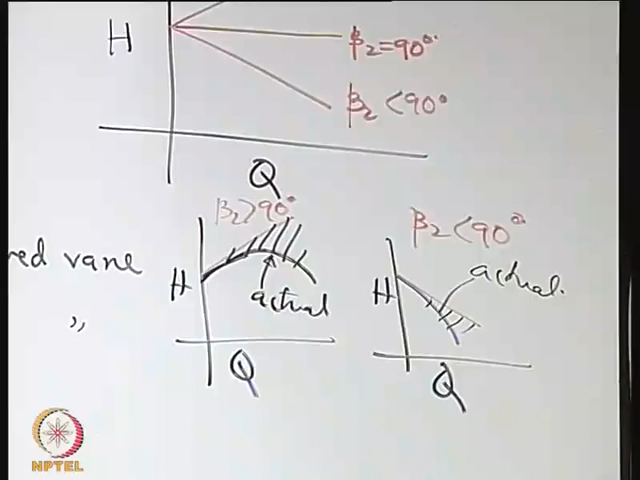 H
β₂=90°
β₂<90°
Q
β₂>90°
β₂<90°
red vane
"
H
actual
Q
H
actual.
Q
NPTEL